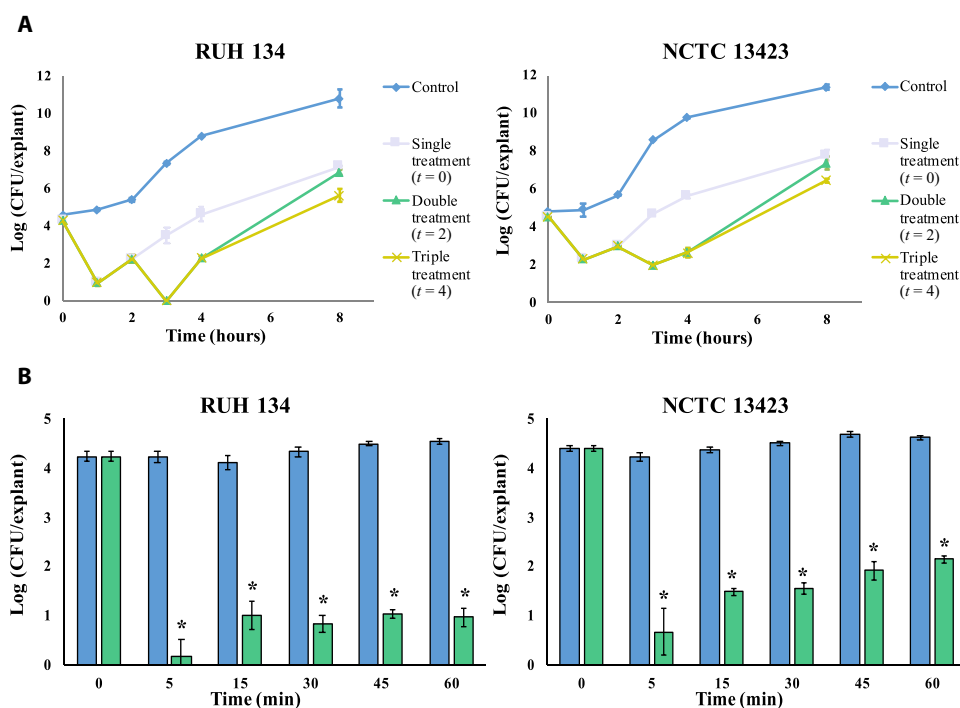 A
RUH 134
Log (CFU/explant)
12
10
8
6
4
2
0
0
2
4
6
8
Time (hours)
Control
Single
treatment
(t = 0)
Double
treatment
(t = 2)
Triple
treatment
(t = 4)
NCTC 13423
Log (CFU/explant)
12
10
8
6
4
2
0
0
2
4
6
8
Time (hours)
Control
Single
treatment
(t = 0)
Double
treatment
(t = 2)
Triple
treatment
(t = 4)
B
RUH 134
Log (CFU/explant)
5
4
3
2
1
0
* * * * *
0 5 15 30 45 60
Time (min)
NCTC 13423
Log (CFU/explant)
5
4
3
2
1
0
* * * * *
0 5 15 30 45 60
Time (min)